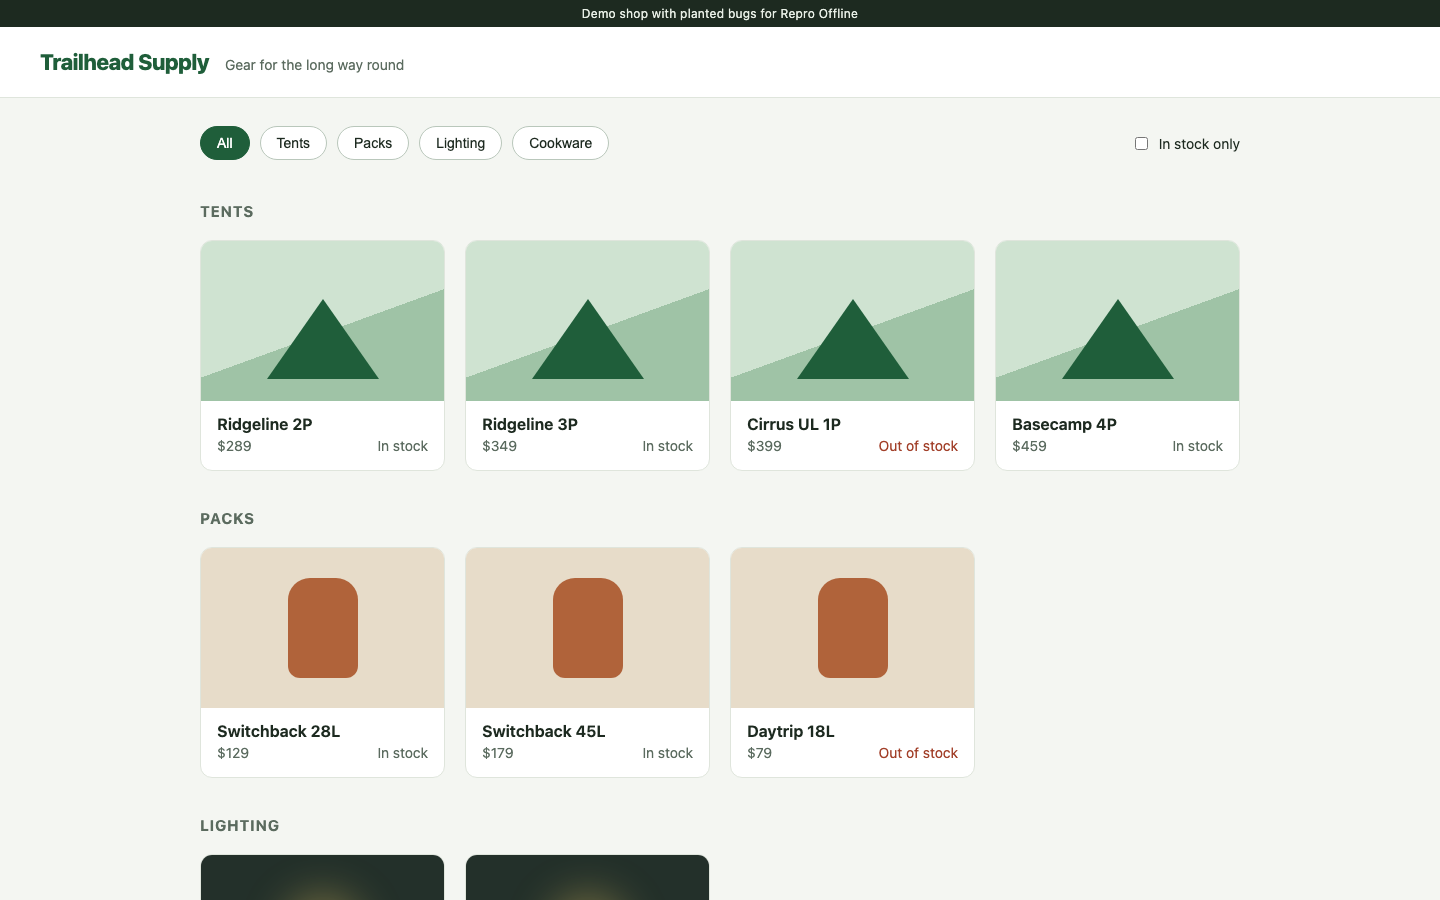 Demo shop with planted bugs for Repro Offline
Trailhead Supply Gear for the long way round
All Tents Packs Lighting Cookware In stock only
TENTS
Ridgeline 2P
$289 In stock
Ridgeline 3P
$349 In stock
Cirrus UL 1P
$399 Out of stock
Basecamp 4P
$459 In stock
PACKS
Switchback 28L
$129 In stock
Switchback 45L
$179 In stock
Daytrip 18L
$79 Out of stock
LIGHTING